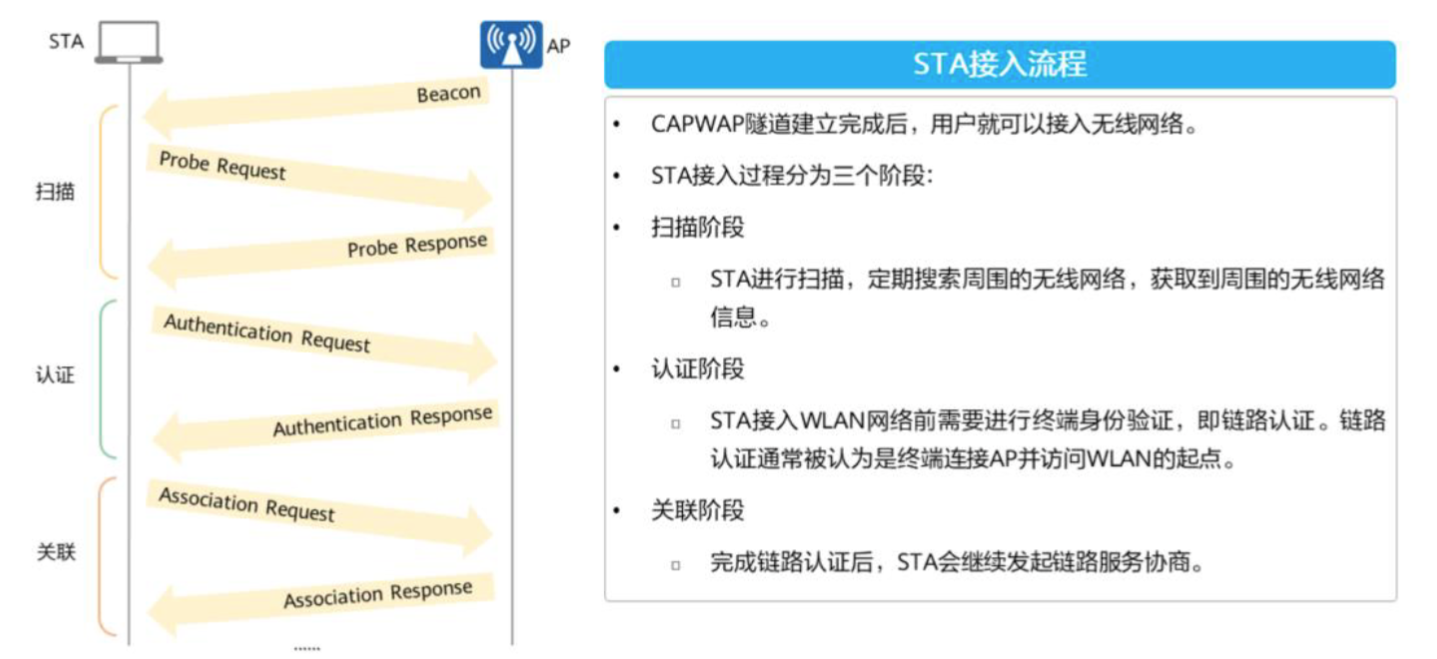 STA
AP
Beacon
Probe Request
扫描
Probe Response
Authentication Request
认证
Authentication Response
Association Request
关联
Association Response
......
STA接入流程
• CAPWAP隧道建立完成后，用户就可以接入无线网络。
• STA接入过程分为三个阶段：
• 扫描阶段
▫ STA进行扫描，定期搜索周围的无线网络，获取到周围的无线网络
信息。
• 认证阶段
▫ STA接入WLAN网络前需要进行终端身份验证，即链路认证。链路
认证通常被认为是终端连接AP并访问WLAN的起点。
• 关联阶段
▫ 完成链路认证后，STA会继续发起链路服务协商。